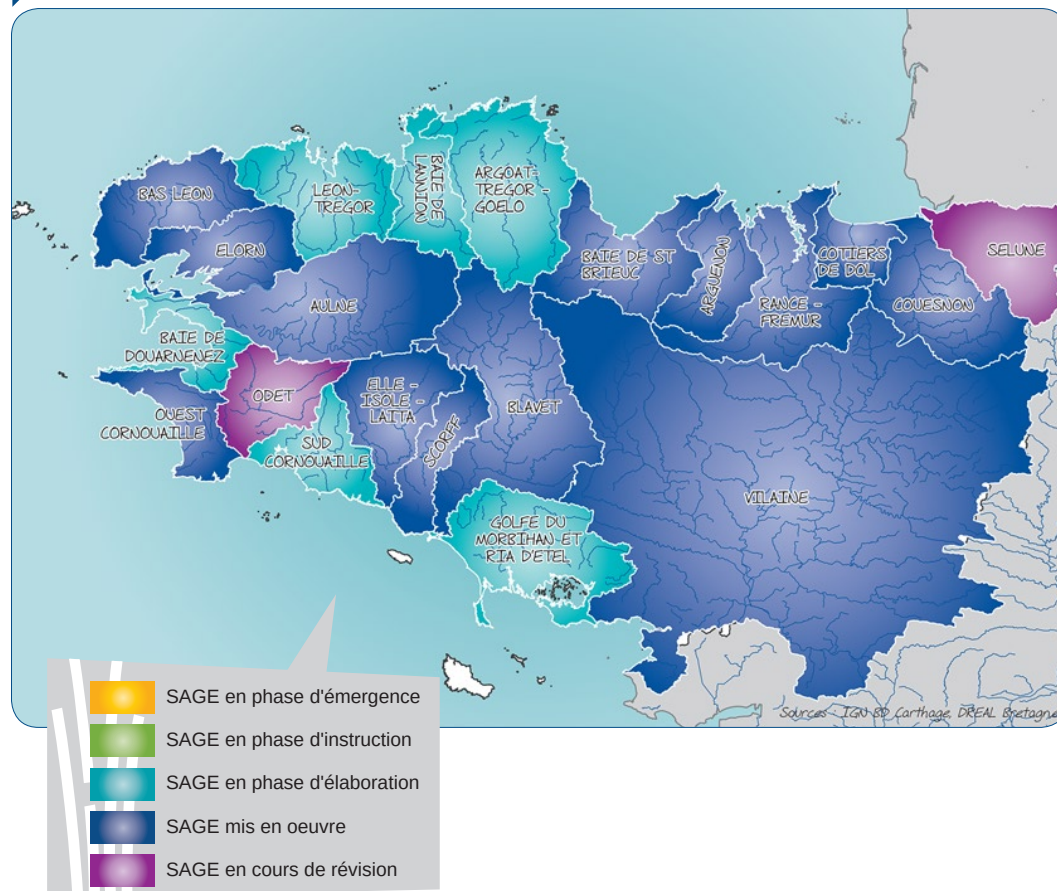 BAS LEON
LEON-
TREGOR
BAIE DE
LANNION
ARGOAT-
TREGOR -
GOELO
ELORN
AULNE
BAIE DE
DOUARNENEZ
ODET
OUEST
CORNOUAILLE
SUD
CORNOUAILLE
ELLE -
ISOLE -
LAITA
SCORFF
BLAVET
BAIE DE ST
BRIEUC
ARGUENON
RANCE -
FREMUR
COTIERS
DE DOL
COUESNON
SELUNE
VILAINE
GOLFE DU
MORBIHAN ET
RIA D'ETEL
Sources : IGN BD Carthage, DREAL Bretagne
SAGE en phase d'émergence
SAGE en phase d'instruction
SAGE en phase d'élaboration
SAGE mis en oeuvre
SAGE en cours de révision